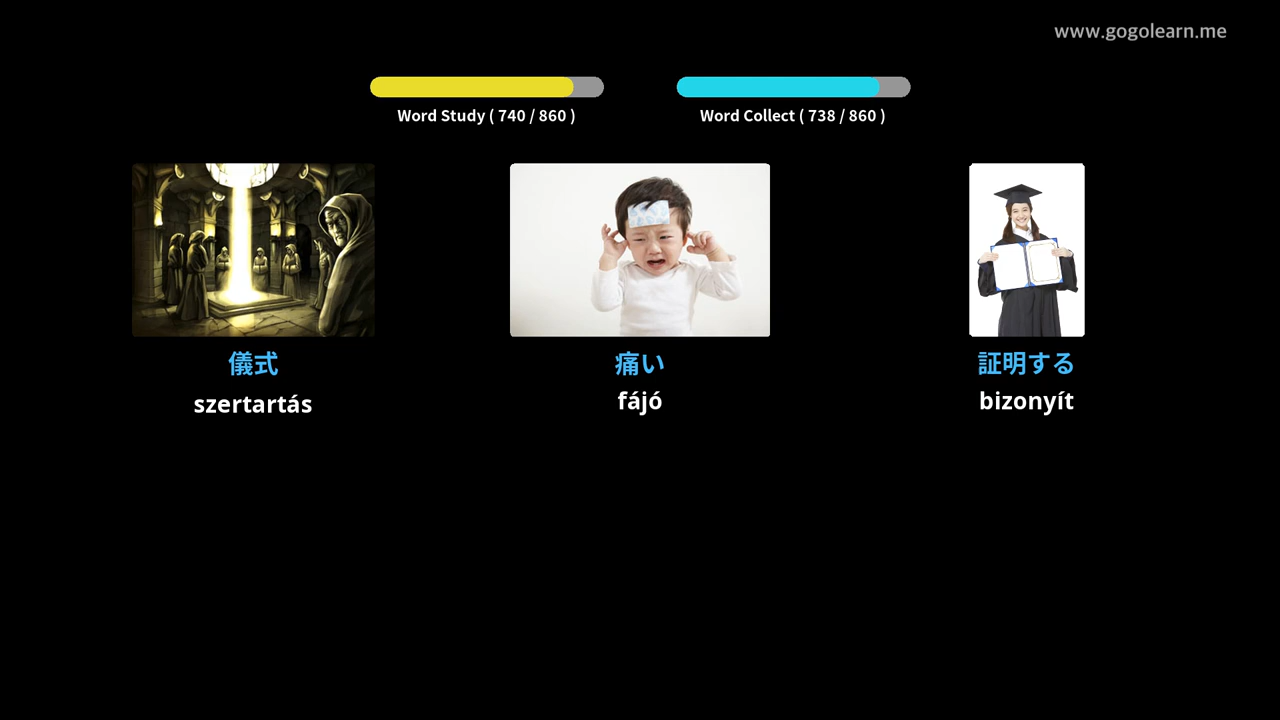 www.gogolearn.me
Word Study ( 740 / 860 )
Word Collect ( 738 / 860 )
儀式
痛い
証明する
szertartás
fájó
bizonyít